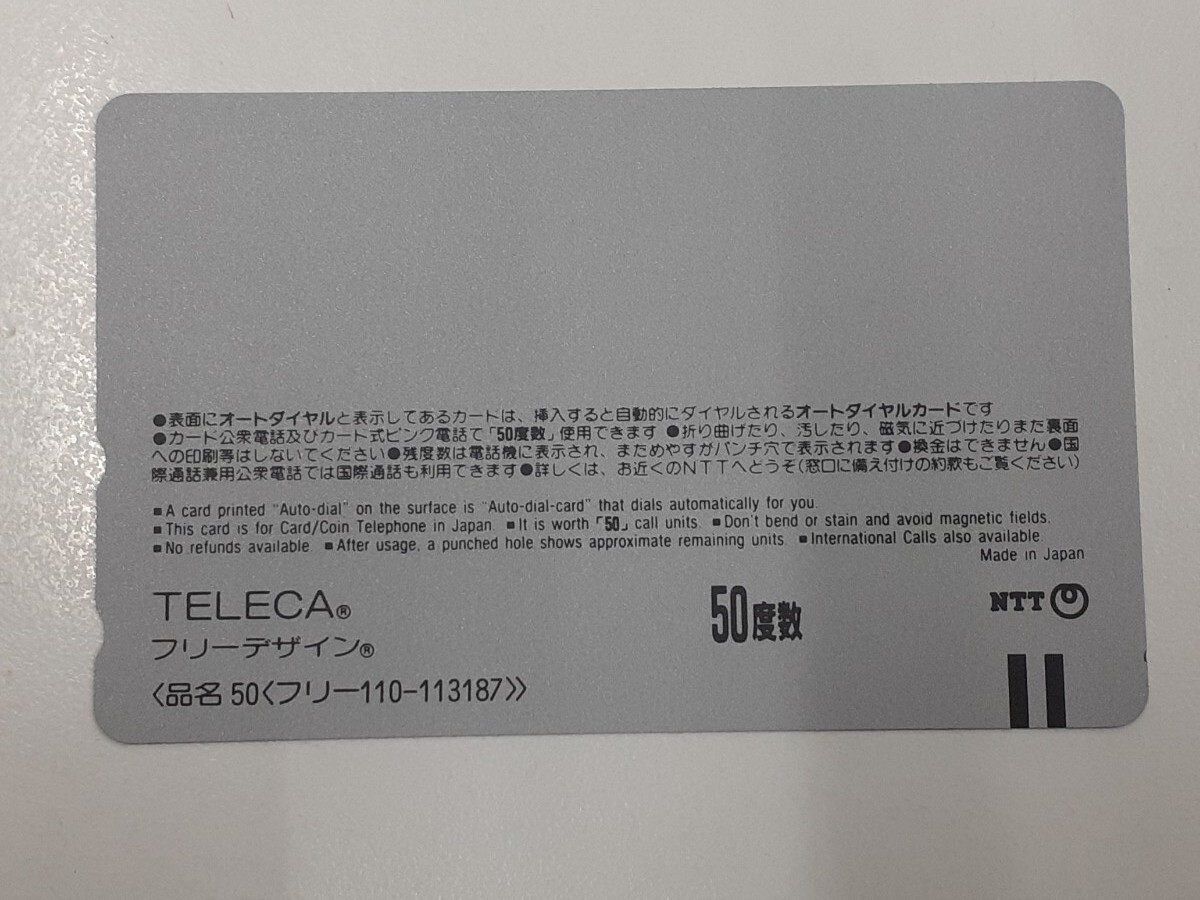 ●表面にオートダイヤルと表示してあるカードは、挿入すると自動的にダイヤルされるオートダイヤルカードです
●カード公衆電話及びカード式ピンク電話で「50度数」使用できます ●折り曲げたり、汚したり、磁気に近づけたりまた裏面
への印刷等はしないでください●残度数は電話機に表示され、まためやすがパンチ穴で表示されます●換金はできません●国
際通話兼用公衆電話では国際通話も利用できます●詳しくは、お近くのNTTへどうぞ(窓口に備え付けの約款もご覧ください)
■A card printed "Auto-dial" on the surface is "Auto-dial-card" that dials automatically for you.
■This card is for Card/Coin Telephone in Japan. ■It is worth「50」call units. ■Don't bend or stain and avoid magnetic fields.
■No refunds available. ■After usage, a punched hole shows approximate remaining units. ■International Calls also available.
Made in Japan
TELECA®
50度数
NTT
フリーデザイン®
〈品名 50〈フリー110-113187〉〉